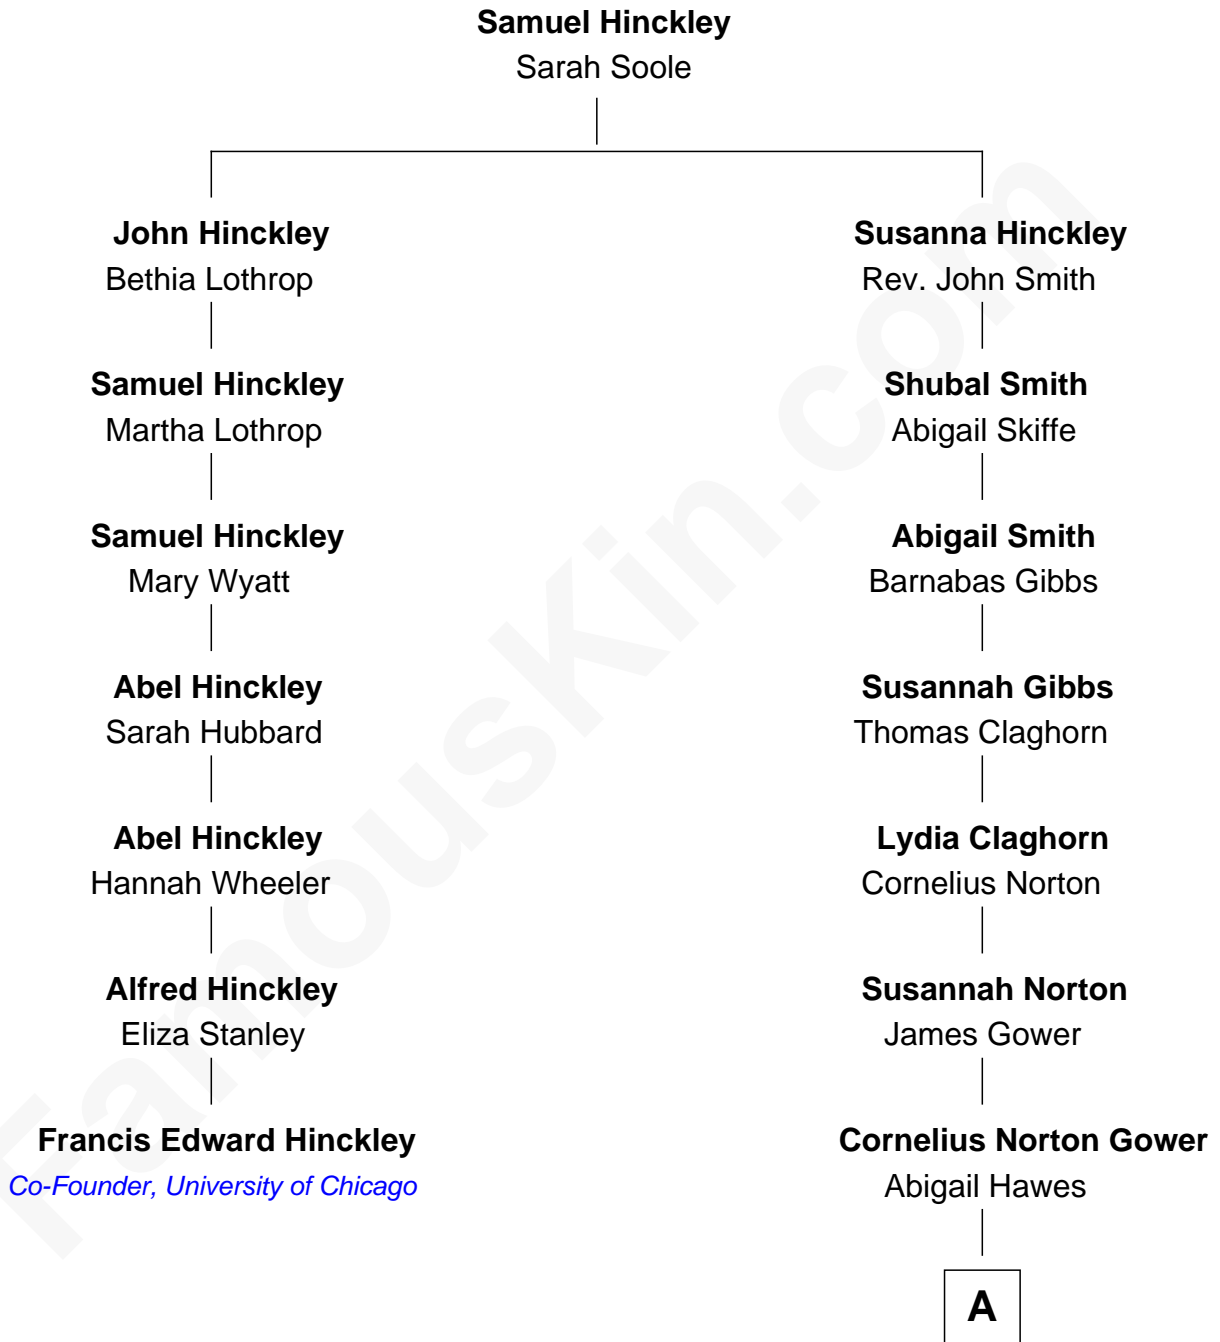 Samuel Hinckley
Sarah Soole
John Hinckley
Bethia Lothrop
Susanna Hinckley
Rev. John Smith
Samuel Hinckley
Martha Lothrop
Shubal Smith
Abigail Skiffe
Samuel Hinckley
Mary Wyatt
Abigail Smith
Barnabas Gibbs
Abel Hinckley
Sarah Hubbard
Susannah Gibbs
Thomas Claghorn
Abel Hinckley
Hannah Wheeler
Lydia Claghorn
Cornelius Norton
Alfred Hinckley
Eliza Stanley
Susannah Norton
James Gower
Francis Edward Hinckley
Co-Founder, University of Chicago
Cornelius Norton Gower
Abigail Hawes
A
FamousKin.com